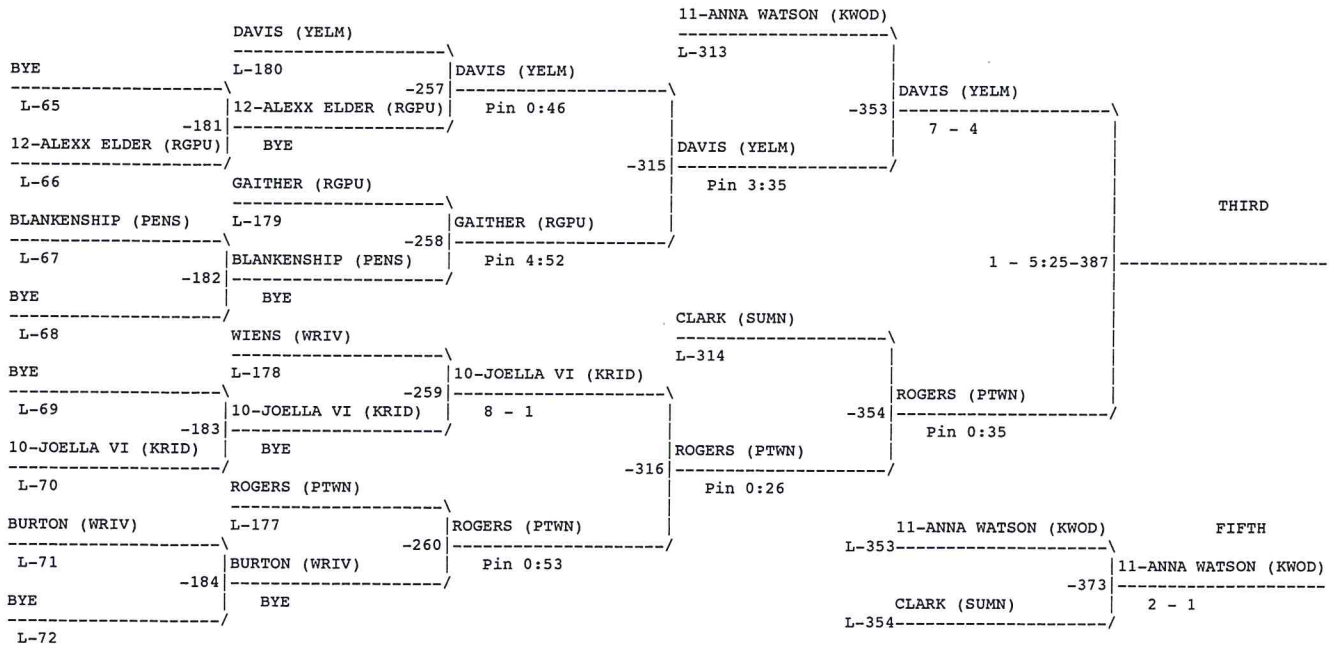 11-ANNA WATSON (KWOD)
DAVIS (YELM)
L-313
BYE
L-180
DAVIS (YELM)
-257
DAVIS (YELM)
L-65
12-ALEXX ELDER (RGPU)
Pin 0:46
-353
-181
7 - 4
12-ALEXX ELDER (RGPU)
BYE
DAVIS (YELM)
-315
L-66
Pin 3:35
GAITHER (RGPU)
THIRD
BLANKENSHIP (PENS)
L-179
GAITHER (RGPU)
-258
L-67
BLANKENSHIP (PENS)
Pin 4:52
1 - 5:25-387
-182
BYE
BYE
L-68
CLARK (SUMN)
WIENS (WRIV)
L-314
BYE
L-178
10-JOELLA VI (KRID)
-259
ROGERS (PTWN)
L-69
10-JOELLA VI (KRID)
8 - 1
-354
-183
Pin 0:35
10-JOELLA VI (KRID)
BYE
ROGERS (PTWN)
-316
L-70
Pin 0:26
ROGERS (PTWN)
BURTON (WRIV)
L-177
ROGERS (PTWN)
11-ANNA WATSON (KWOD)
FIFTH
-260
L-353
L-71
BURTON (WRIV)
Pin 0:53
11-ANNA WATSON (KWOD)
-184
-373
BYE
BYE
CLARK (SUMN)
2 - 1
L-354
L-72